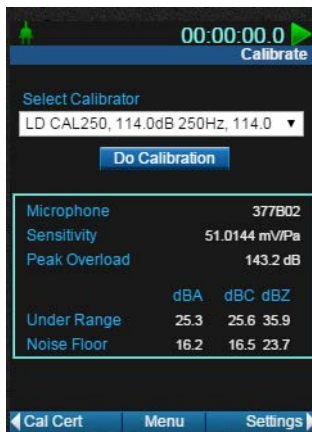 00:00:00.0
Calibrate
Select Calibrator
LD CAL250, 114.0dB 250Hz, 114.0
Do Calibration
Microphone 377B02
Sensitivity 51.0144 mV/Pa
Peak Overload 143.2 dB
dBA dBC dBZ
Under Range 25.3 25.6 35.9
Noise Floor 16.2 16.5 23.7
Cal Cert Menu Settings